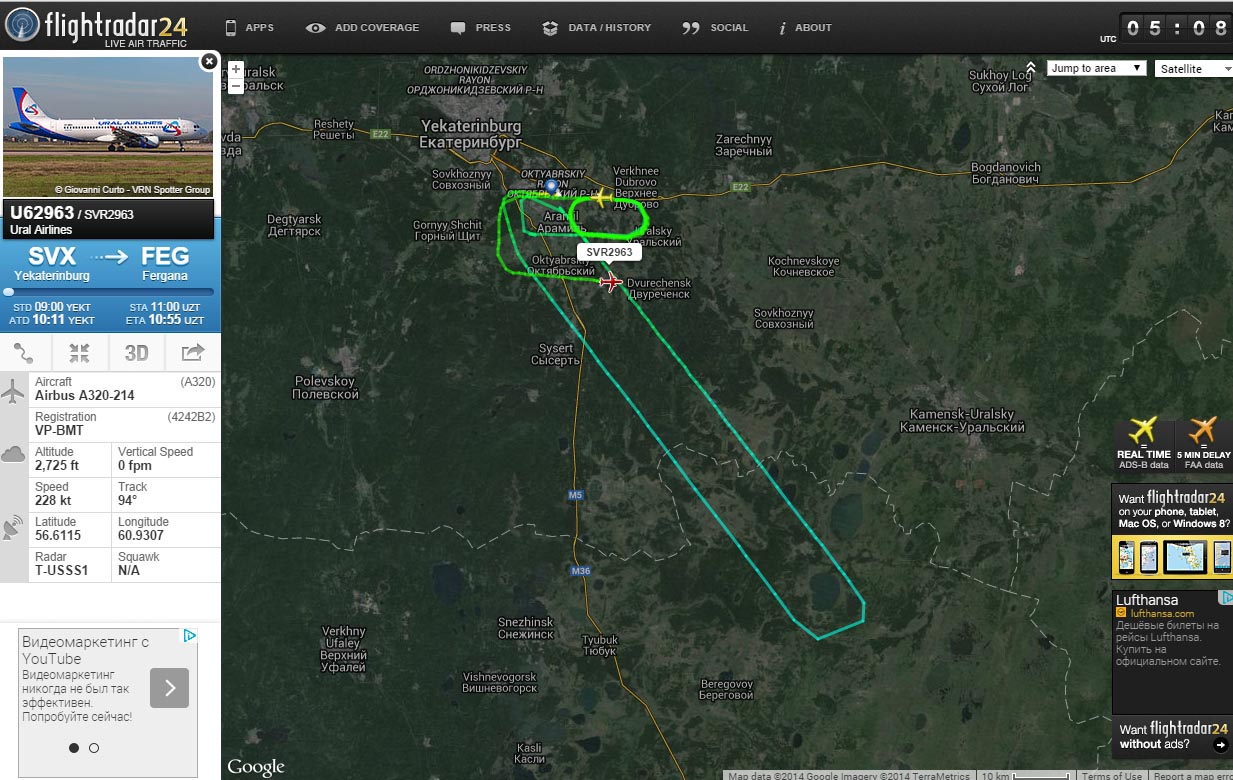 flightradar24
LIVE AIR TRAFFIC
APPS
ADD COVERAGE
PRESS
DATA / HISTORY
SOCIAL
ABOUT
UTC
05:08
URAL AIRLINES
© Giovanni Curto - VRN Spotter Group
U62963 / SVR2963
Ural Airlines
SVX
FEG
Yekaterinburg
Fergana
STD 09:00 YEKT
STA 11:00 UZT
ATD 10:11 YEKT
ETA 10:55 UZT
3D
Aircraft
(A320)
Airbus A320-214
Registration
(4242B2)
VP-BMT
Altitude
Vertical Speed
2,725 ft
0 fpm
Speed
Track
228 kt
94°
Latitude
Longitude
56.6115
60.9307
Radar
Squawk
T-USSS1
N/A
Видеомаркетинг с
YouTube
Видеомаркетинг
никогда не был так
эффективен.
Попробуйте сейчас!
+
−
Jump to area
Satellite
ORDZHONIKIDZEVSKIY
RAYON
ОРДЖОНИКИДЗЕВСКИЙ Р-Н
Sukhoy Log
Сухой Лог
Reshety
Решеты
E22
Yekaterinburg
Екатеринбург
Zarechnyy
Заречный
Bogdanovich
Богданович
Sovkhoznyy
Совхозный
OKTYABRSKIY
Verkhnee
Dubrovo
Верхнее
Дуброво
E22
Degtyarsk
Дегтярск
Gornyy Shchit
Горный Щит
Aramil
Арамиль
SVR2963
Oktyabrskiy
Октябрьский
Kochnevskoye
Кочневское
Dvurechensk
Двуреченск
Sovkhoznyy
Совхозный
Sysert
Сысерть
Polevskoy
Полевской
Kamensk-Uralsky
Каменск-Уральский
M5
M36
Snezhinsk
Снежинск
Verkhny
Ufaley
Верхний
Уфалей
Tyubuk
Тюбук
Vishnevogorsk
Вишневогорск
Beregovoy
Береговой
Kasli
Касли
REAL TIME
ADS-B data
5 MIN DELAY
FAA data
Want flightradar24
on your phone, tablet,
Mac OS, or Windows 8?
Lufthansa
lufthansa.com
Дешёвые билеты на
рейсы Lufthansa.
Купить на
официальном сайте.
Want flightradar24
without ads?
Google
Map data ©2014 Google Imagery ©2014 TerraMetrics
10 km
Terms of Use
Report a map erro